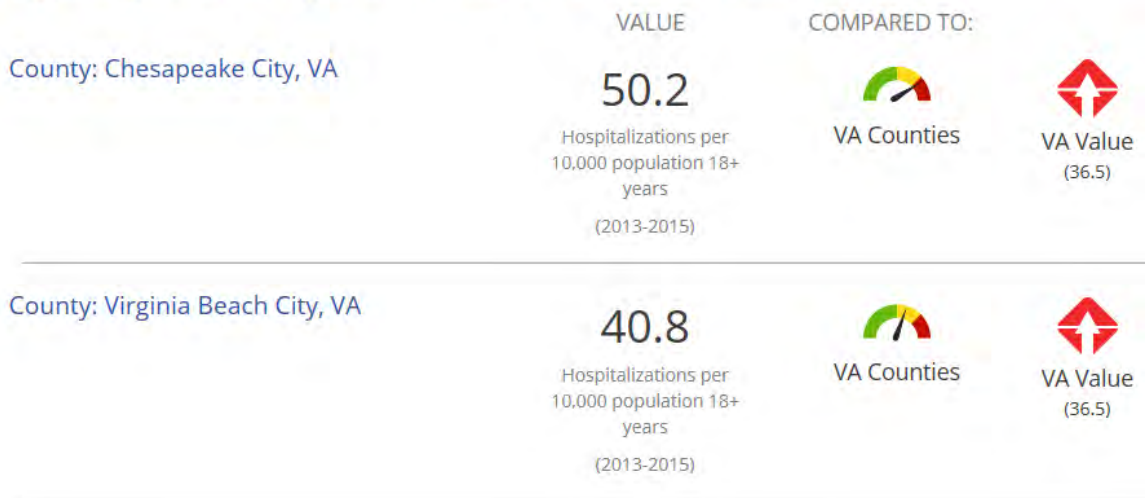 VALUE COMPARED TO:
County: Chesapeake City, VA
50.2
Hospitalizations per
10,000 population 18+
years
(2013-2015)
VA Counties
VA Value
(36.5)
County: Virginia Beach City, VA
40.8
Hospitalizations per
10,000 population 18+
years
(2013-2015)
VA Counties
VA Value
(36.5)